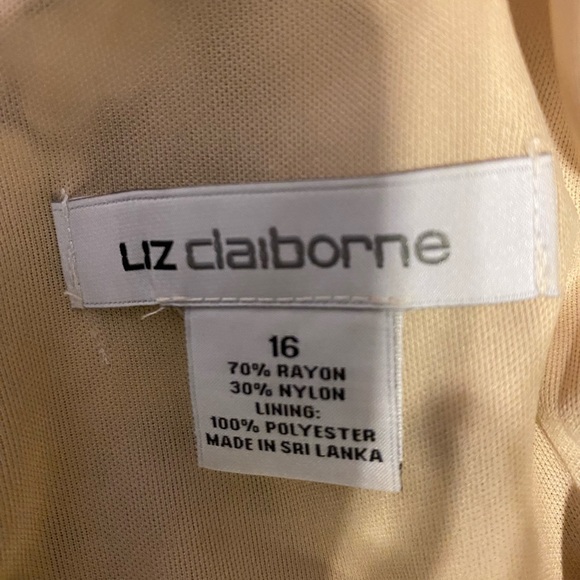 LIZ claiborne
16
70% RAYON
30% NYLON
LINING:
100% POLYESTER
MADE IN SRI LANKA